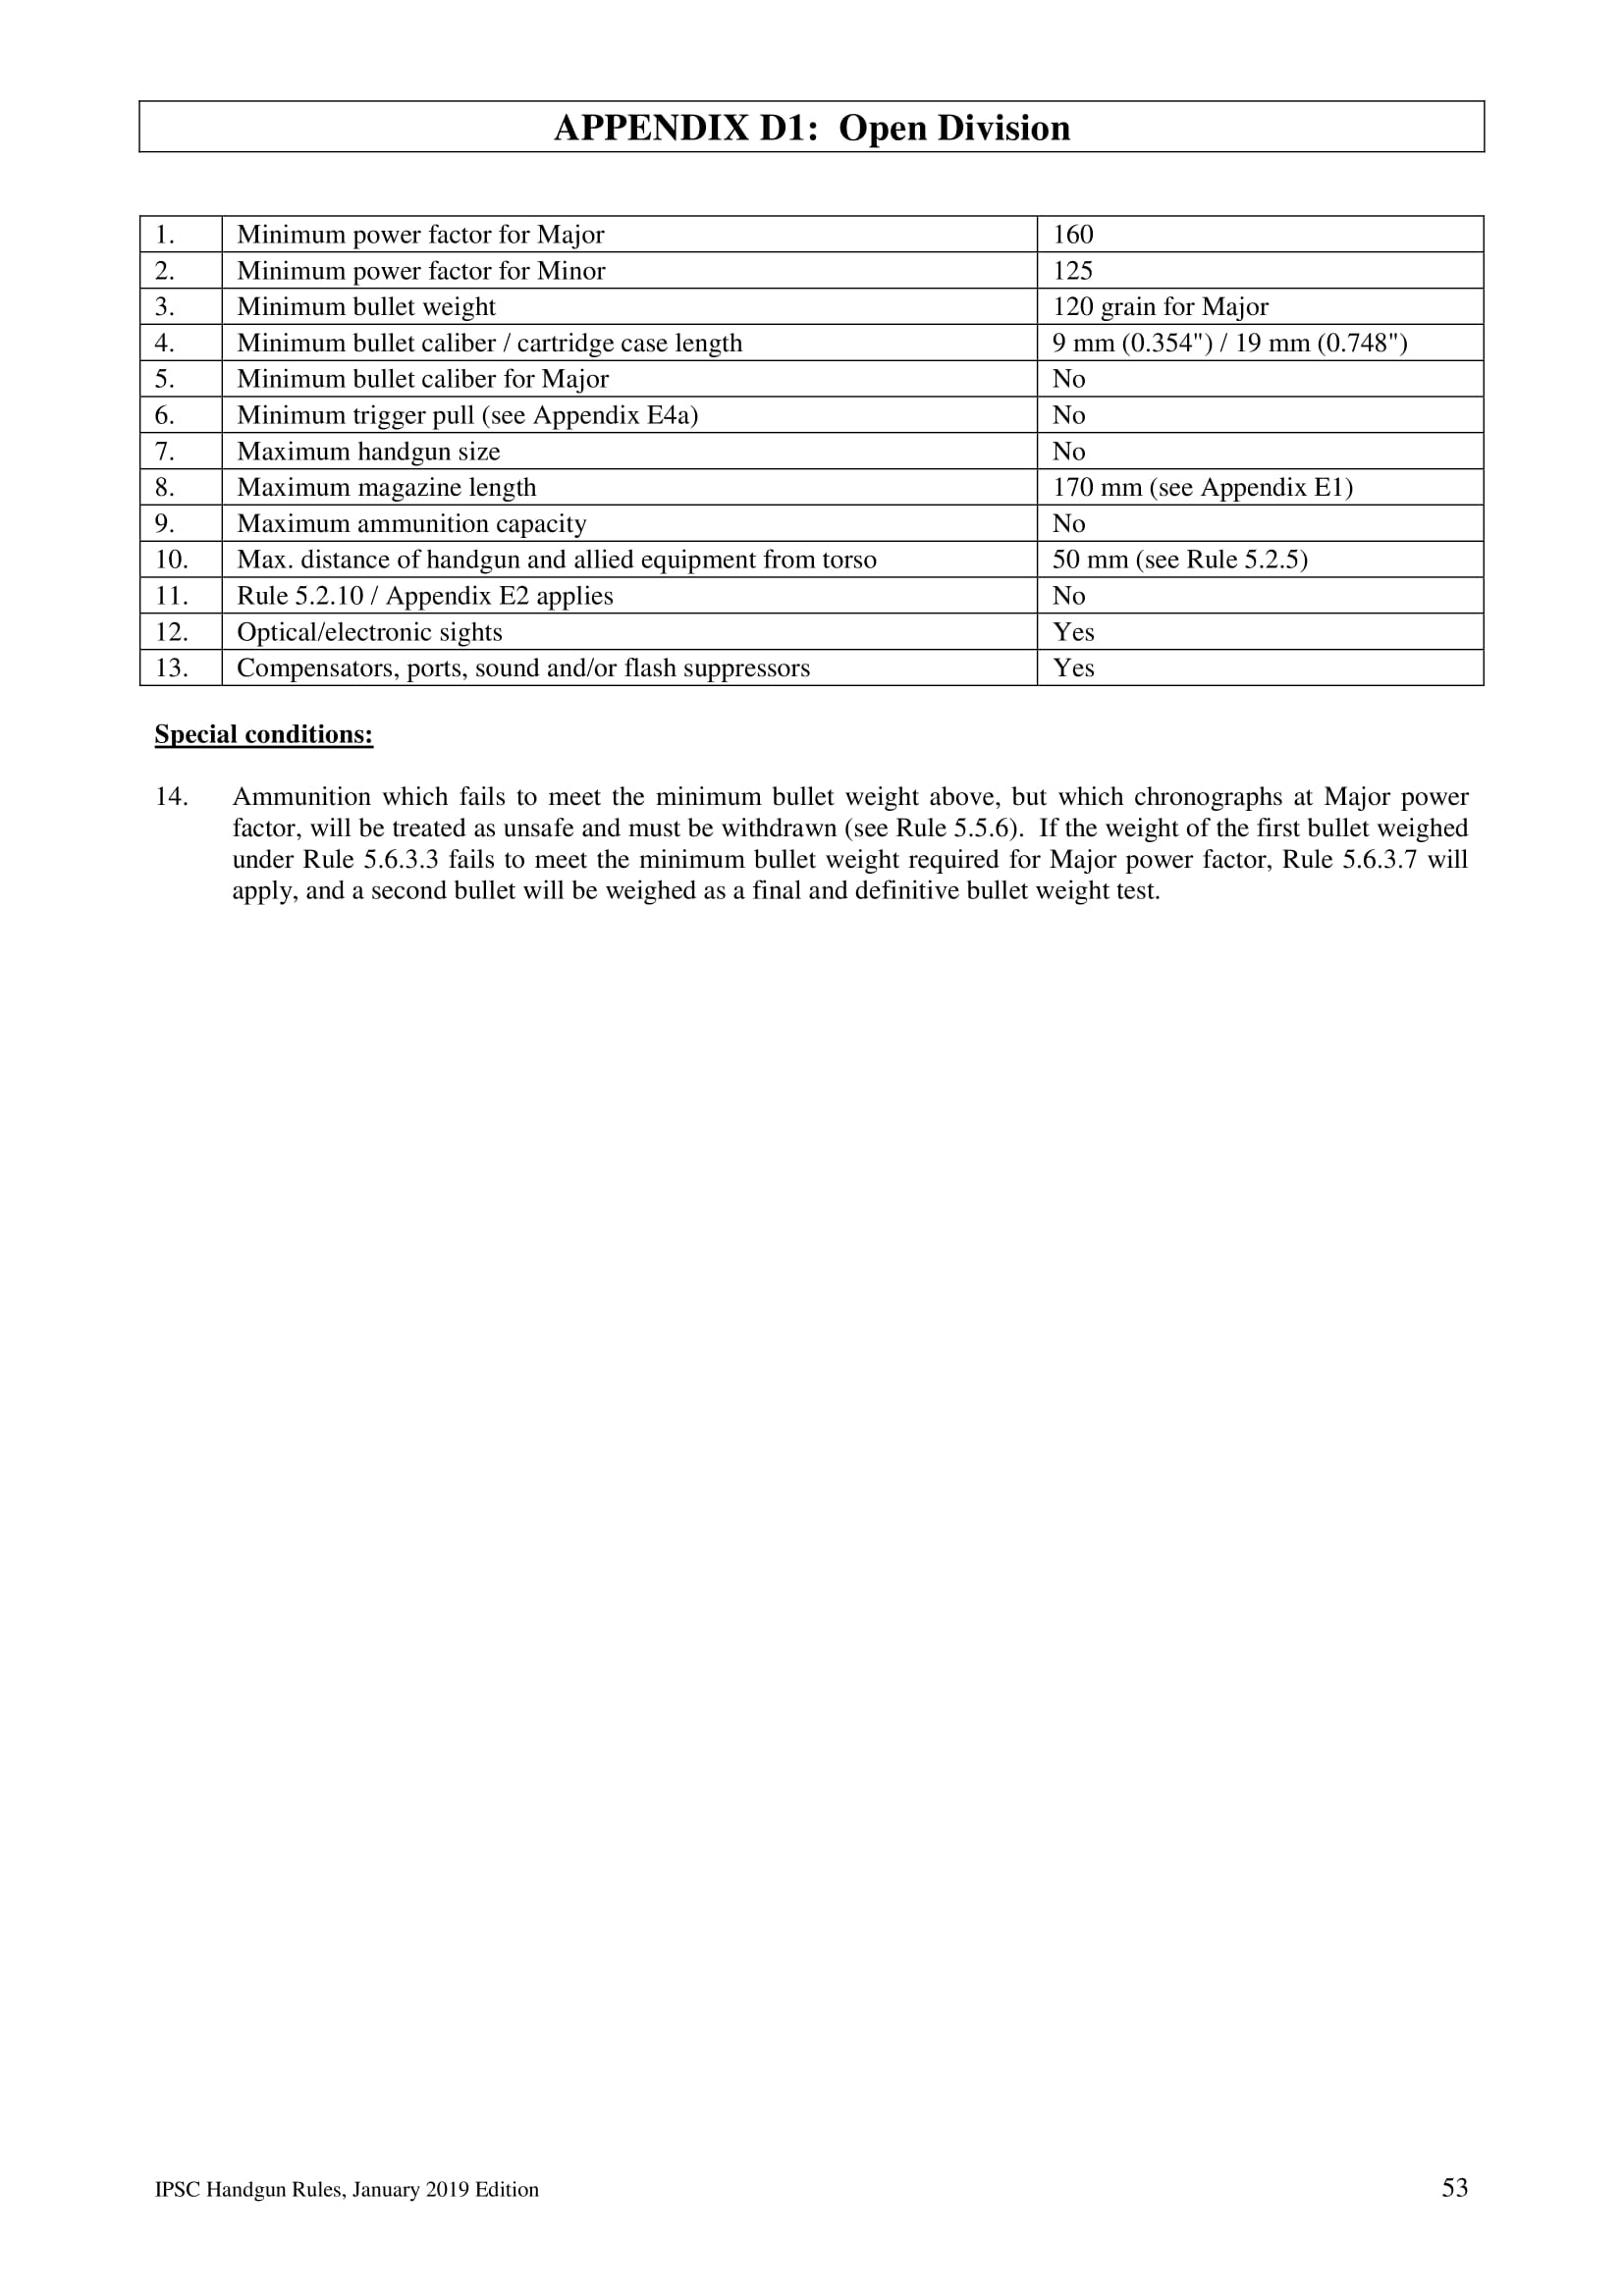 APPENDIX D1: Open Division
1. Minimum power factor for Major 160
2. Minimum power factor for Minor 125
3. Minimum bullet weight 120 grain for Major
4. Minimum bullet caliber / cartridge case length 9 mm (0.354") / 19 mm (0.748")
5. Minimum bullet caliber for Major No
6. Minimum trigger pull (see Appendix E4a) No
7. Maximum handgun size No
8. Maximum magazine length 170 mm (see Appendix E1)
9. Maximum ammunition capacity No
10. Max. distance of handgun and allied equipment from torso 50 mm (see Rule 5.2.5)
11. Rule 5.2.10 / Appendix E2 applies No
12. Optical/electronic sights Yes
13. Compensators, ports, sound and/or flash suppressors Yes
Special conditions:
14. Ammunition which fails to meet the minimum bullet weight above, but which chronographs at Major power
factor, will be treated as unsafe and must be withdrawn (see Rule 5.5.6). If the weight of the first bullet weighed
under Rule 5.6.3.3 fails to meet the minimum bullet weight required for Major power factor, Rule 5.6.3.7 will
apply, and a second bullet will be weighed as a final and definitive bullet weight test.
IPSC Handgun Rules, January 2019 Edition 53